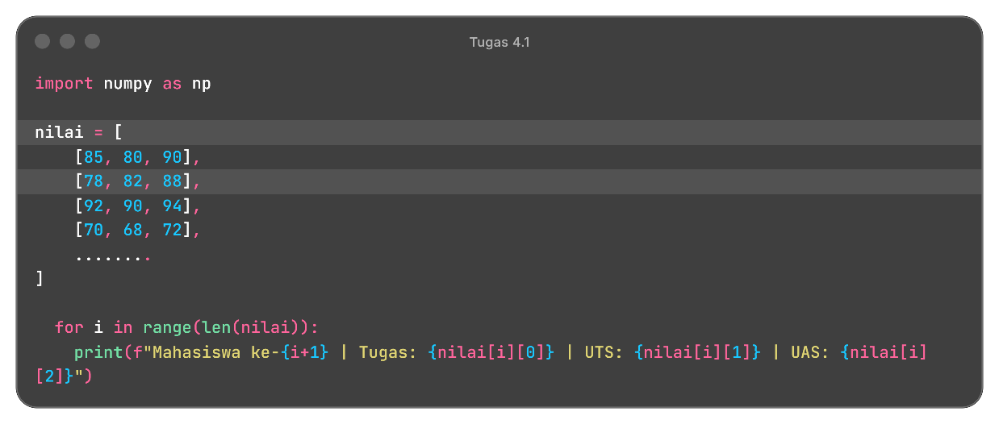 Tugas 4.1
import numpy as np
nilai = [
    [85, 80, 90],
    [78, 82, 88],
    [92, 90, 94],
    [70, 68, 72],
    ........
]
  for i in range(len(nilai)):
    print(f"Mahasiswa ke-{i+1} | Tugas: {nilai[i][0]} | UTS: {nilai[i][1]} | UAS: {nilai[i]
[2]}")